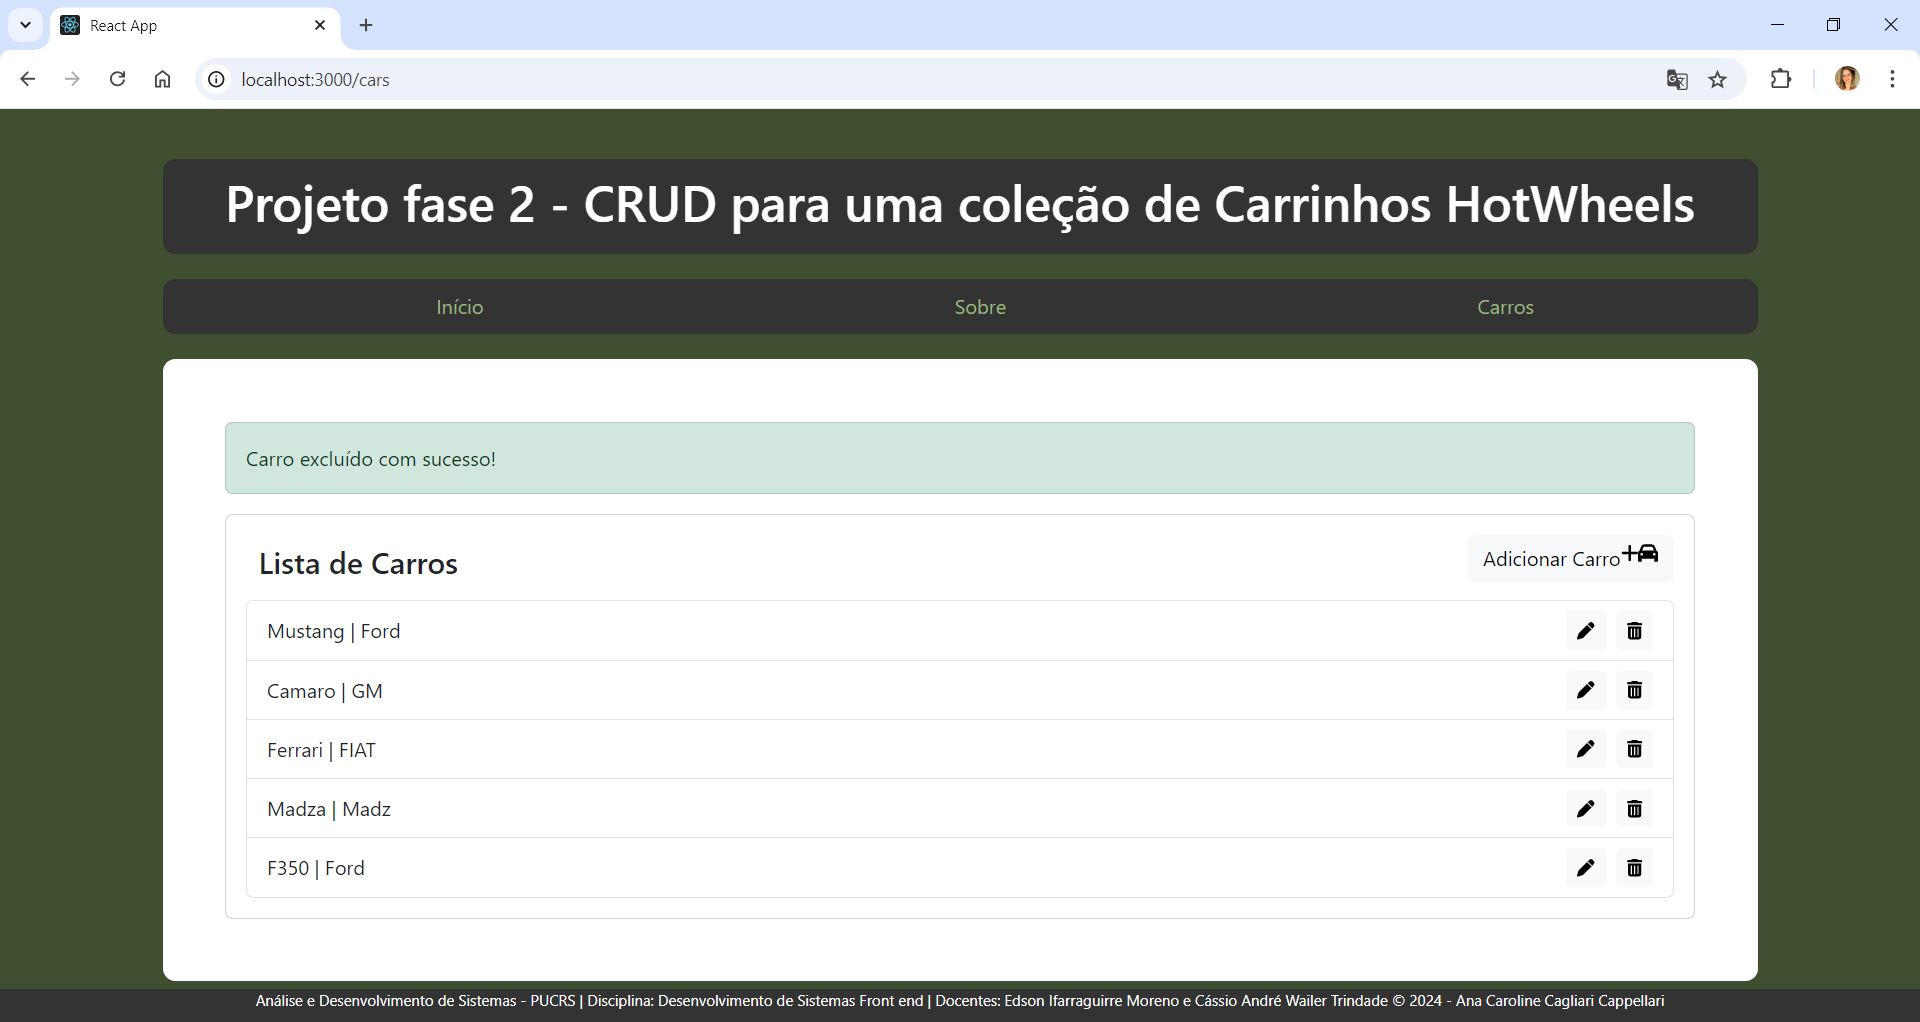 React App
localhost:3000/cars
Projeto fase 2 - CRUD para uma coleção de Carrinhos HotWheels
Início
Sobre
Carros
Carro excluído com sucesso!
Lista de Carros
Adicionar Carro
Mustang | Ford
Camaro | GM
Ferrari | FIAT
Madza | Madz
F350 | Ford
Análise e Desenvolvimento de Sistemas - PUCRS | Disciplina: Desenvolvimento de Sistemas Front end | Docentes: Edson Ifarraguirre Moreno e Cássio André Wailer Trindade © 2024 - Ana Caroline Cagliari Cappellari